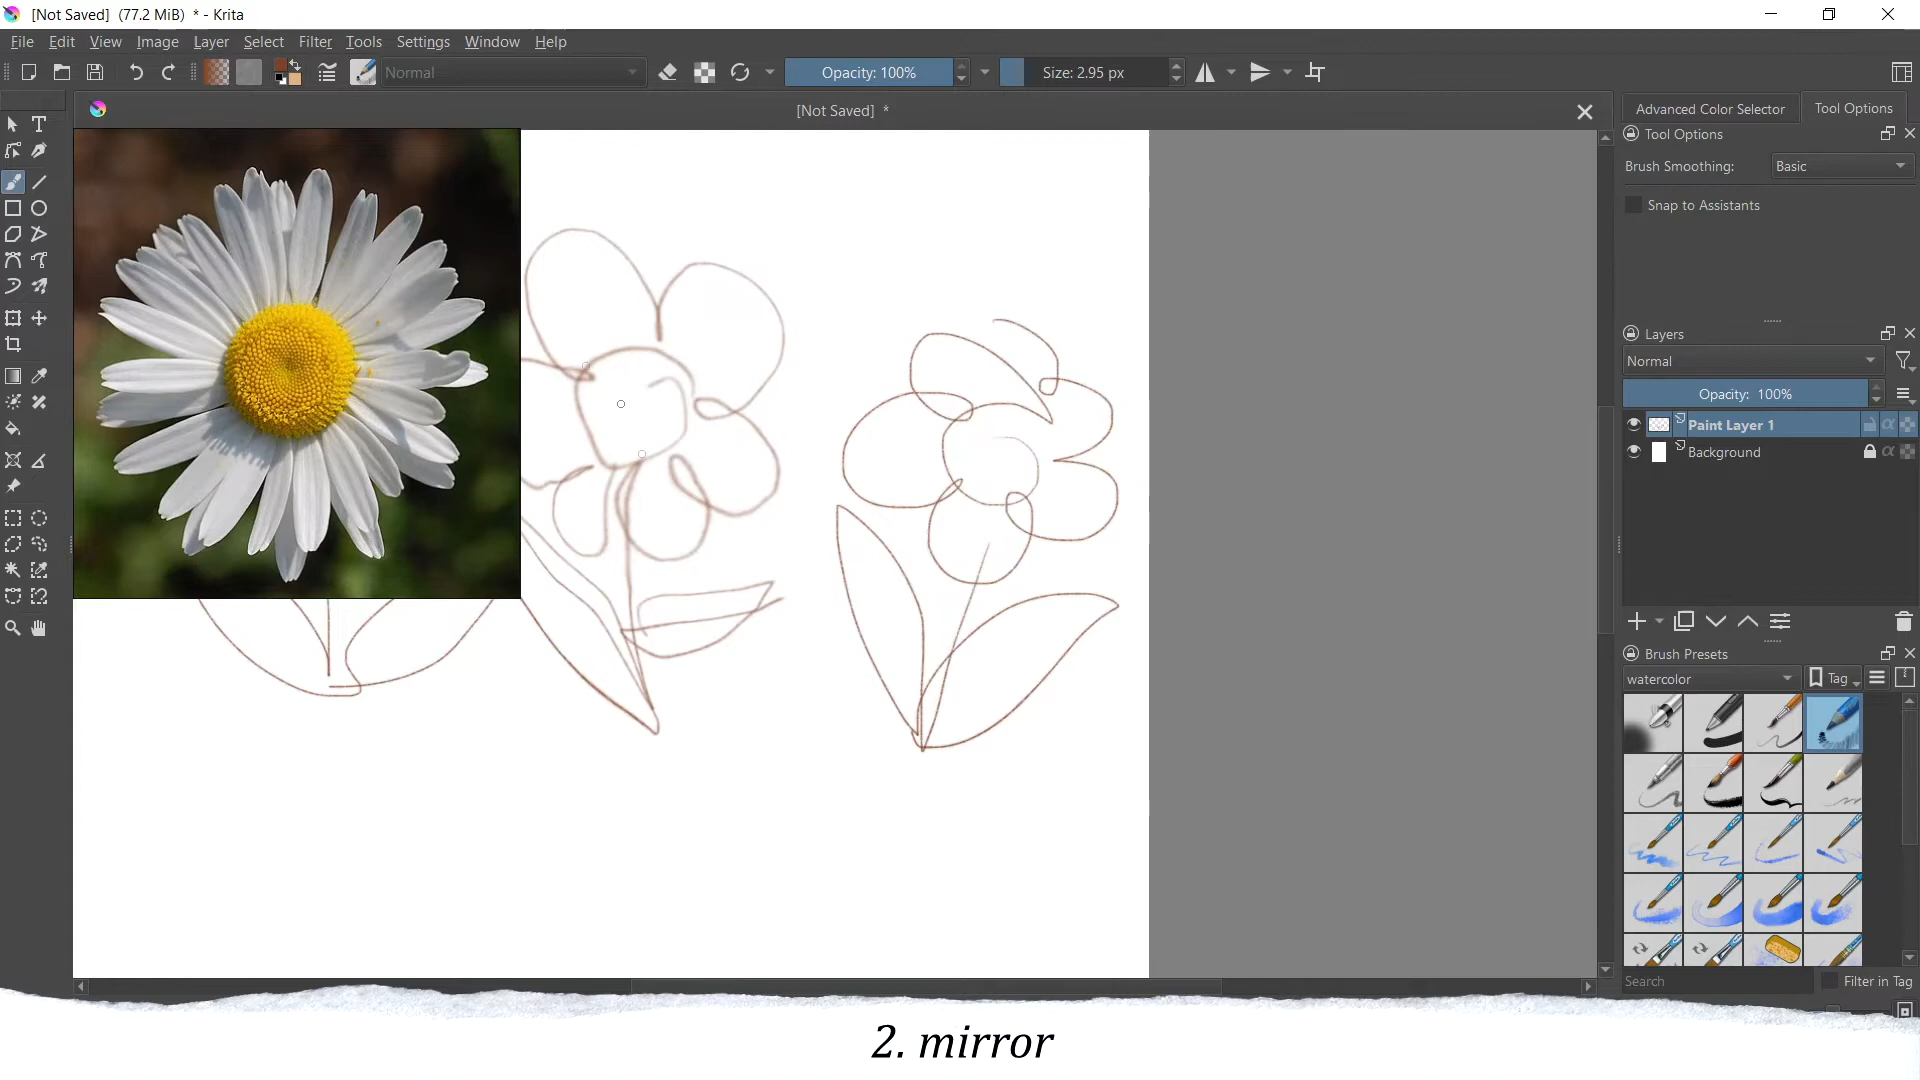 [Not Saved]  (77.2 MiB)  * - Krita
File Edit View Image Layer Select Filter Tools Settings Window Help
Normal Opacity: 100% Size: 2.95 px
[Not Saved]  *
Advanced Color Selector Tool Options
Tool Options
Brush Smoothing: Basic
Snap to Assistants
Layers
Normal
Opacity:  100%
Paint Layer 1
Background
Brush Presets
watercolor Tag
Search Filter in Tag
2. mirror